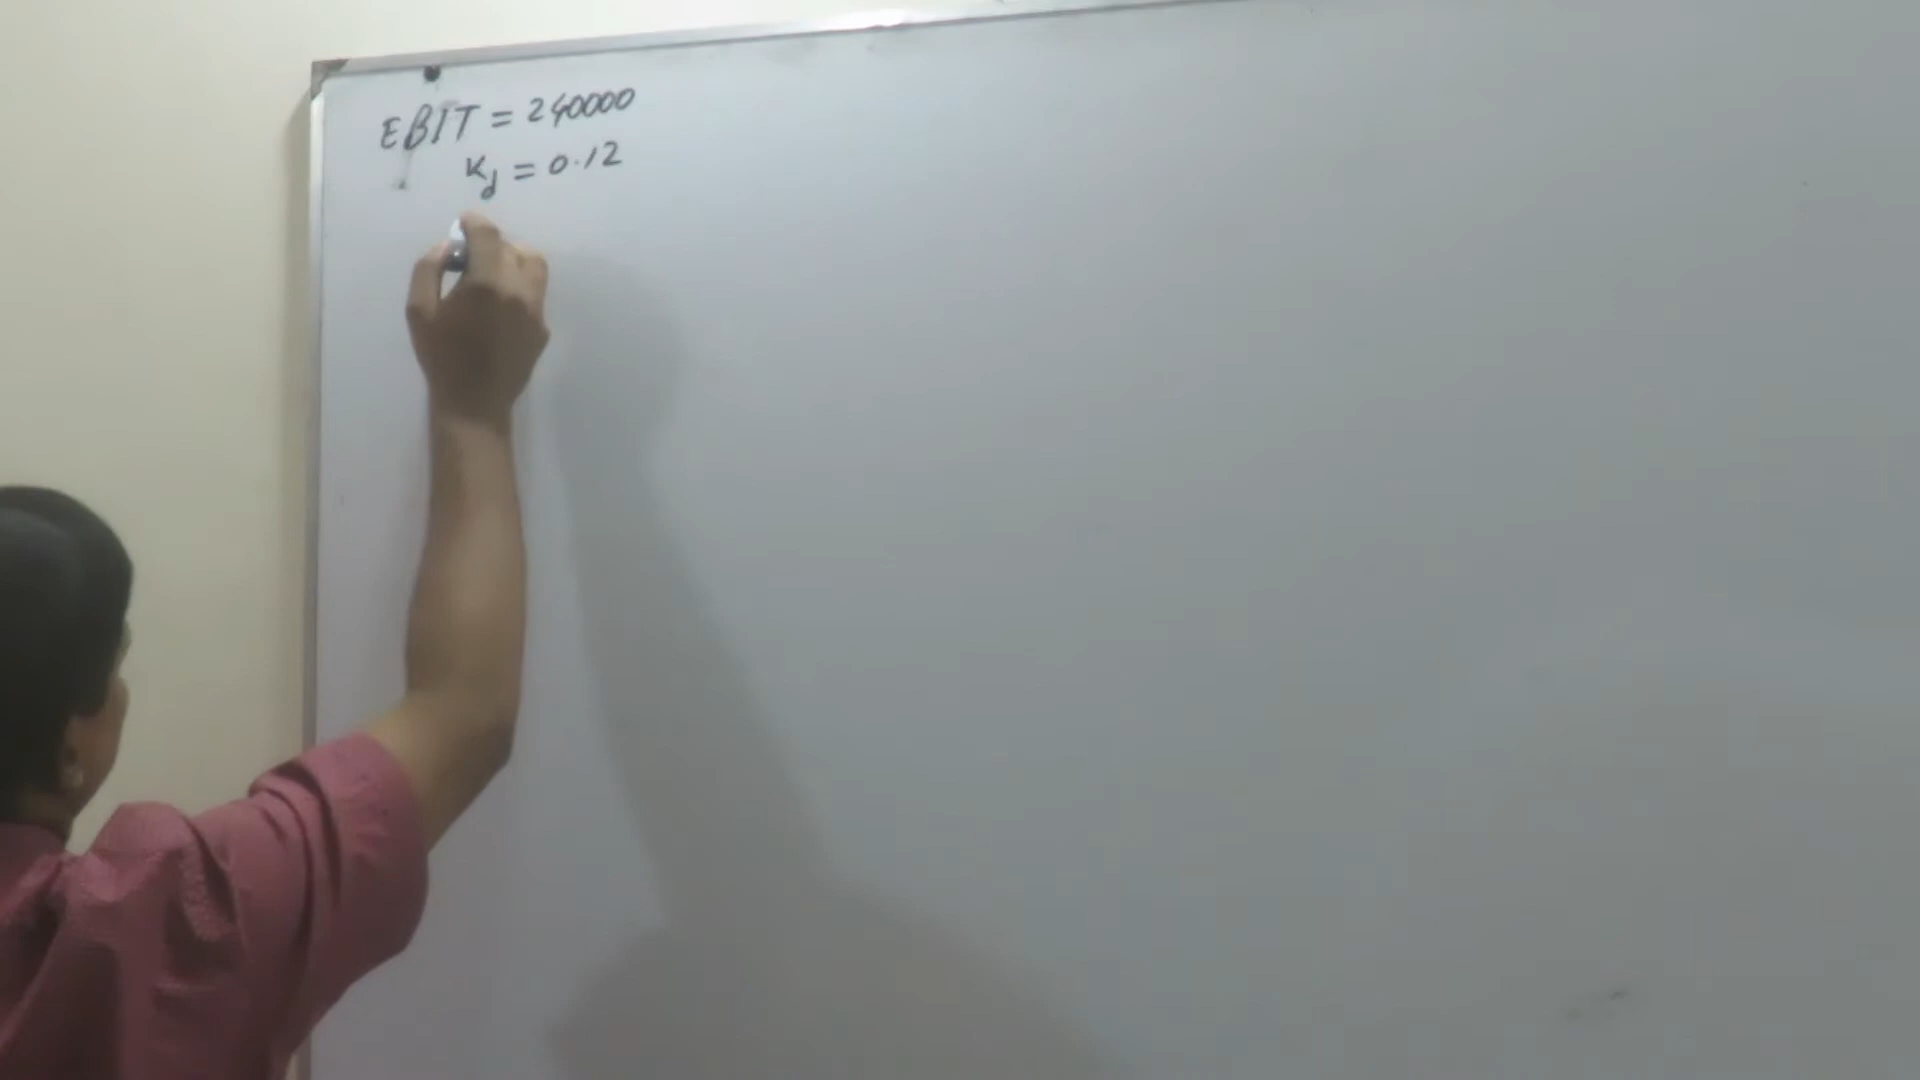 EBIT = 240000
Kd = 0.12